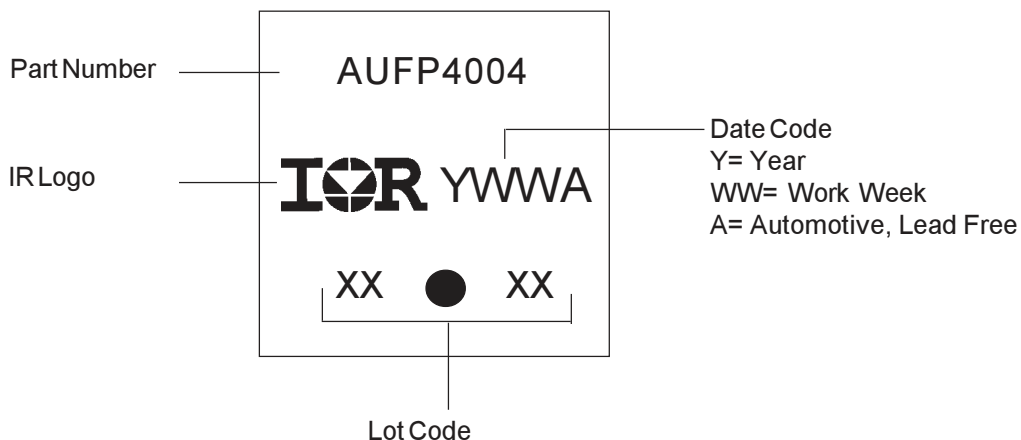 Part Number
AUFP4004
IR Logo
IOR YWWA
Date Code
Y= Year
WW= Work Week
A= Automotive, Lead Free
XX XX
Lot Code